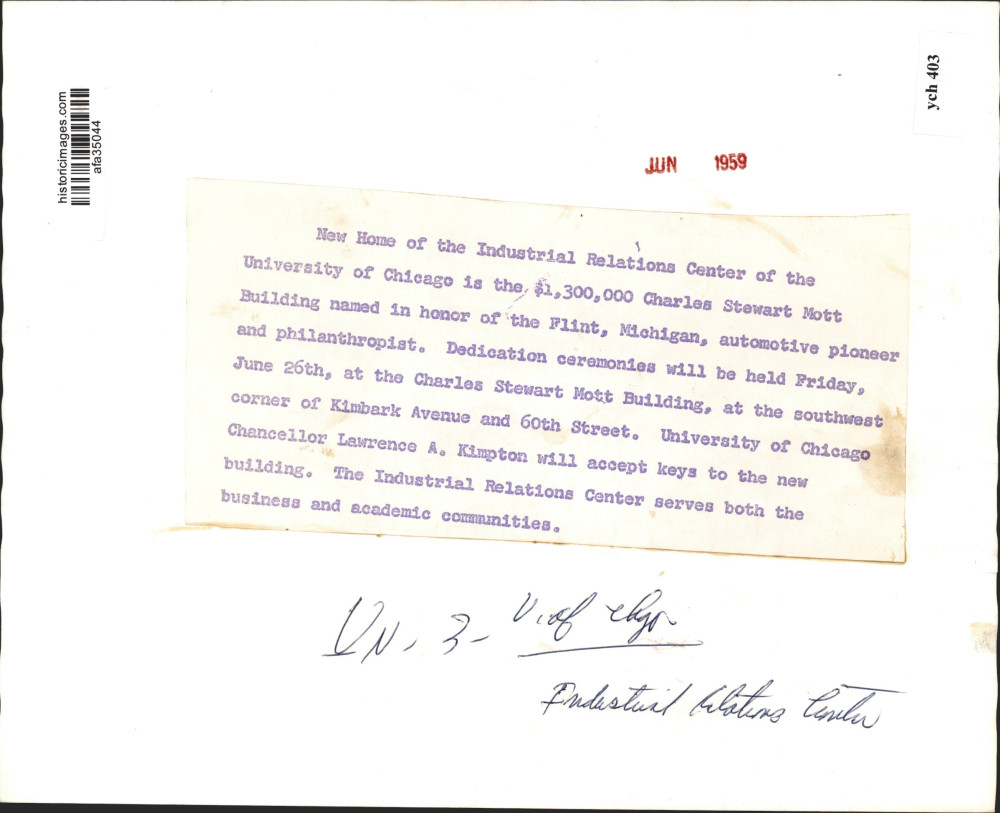 historicimages.com
afa35044
ych 403
JUN 1959
New Home of the Industrial Relations Center of the
University of Chicago is the $1,300,000 Charles Stewart Mott
Building named in honor of the Flint, Michigan, automotive pioneer
and philanthropist. Dedication ceremonies will be held Friday,
June 26th, at the Charles Stewart Mott Building, at the southwest
corner of Kimbark Avenue and 60th Street. University of Chicago
Chancellor Lawrence A. Kimpton will accept keys to the new
building. The Industrial Relations Center serves both the
business and academic communities.
UN. 3- U. of Chgo
Industrial Relations Center